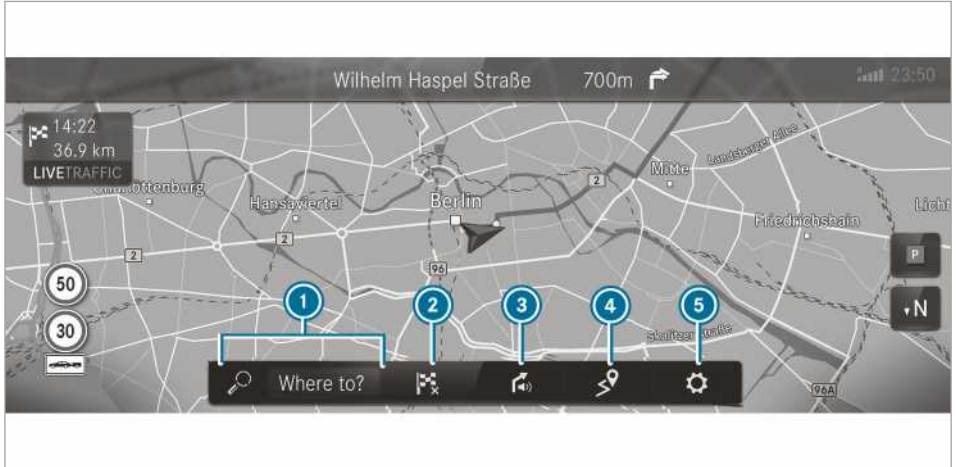 Wilhelm Haspel Straße 700m
23:50
14:22
36.9 km
LIVETRAFFIC
Landsberger Allee
Mitte
2
Hansaviertel
Berlin
Licht
Friedrichshain
2
2
P
96
50
N
1
2
3
4
5
30
Skalitzer Straße
Where to?
96A